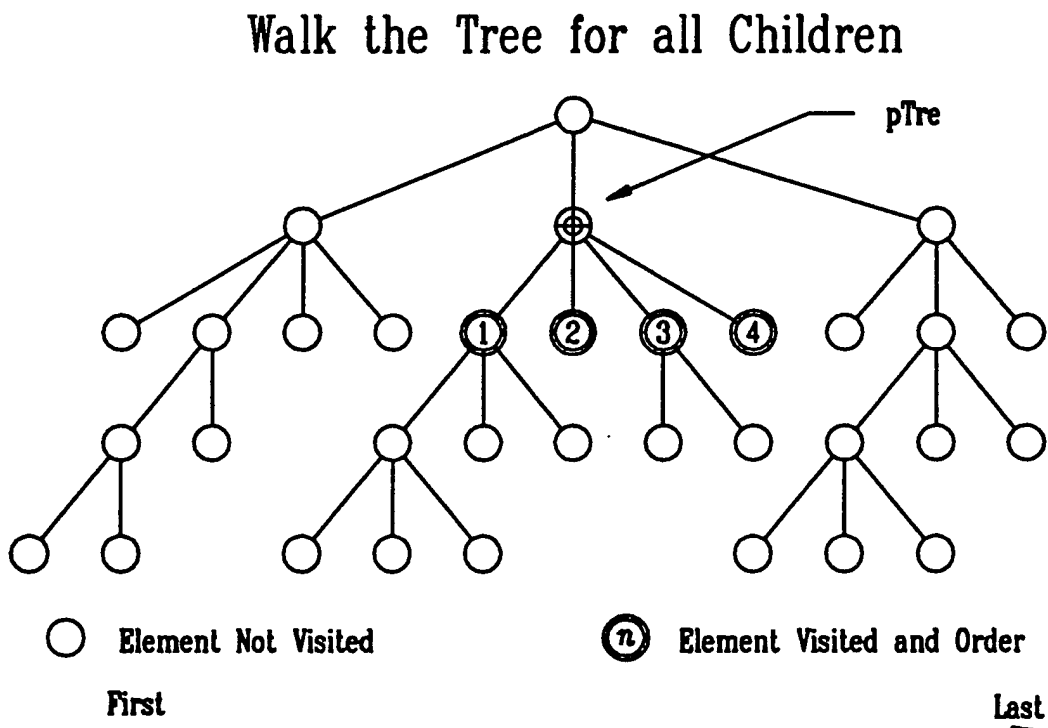 Walk the Tree for all Children
pTre
1 2 3 4
Element Not Visited
n Element Visited and Order
First
Last